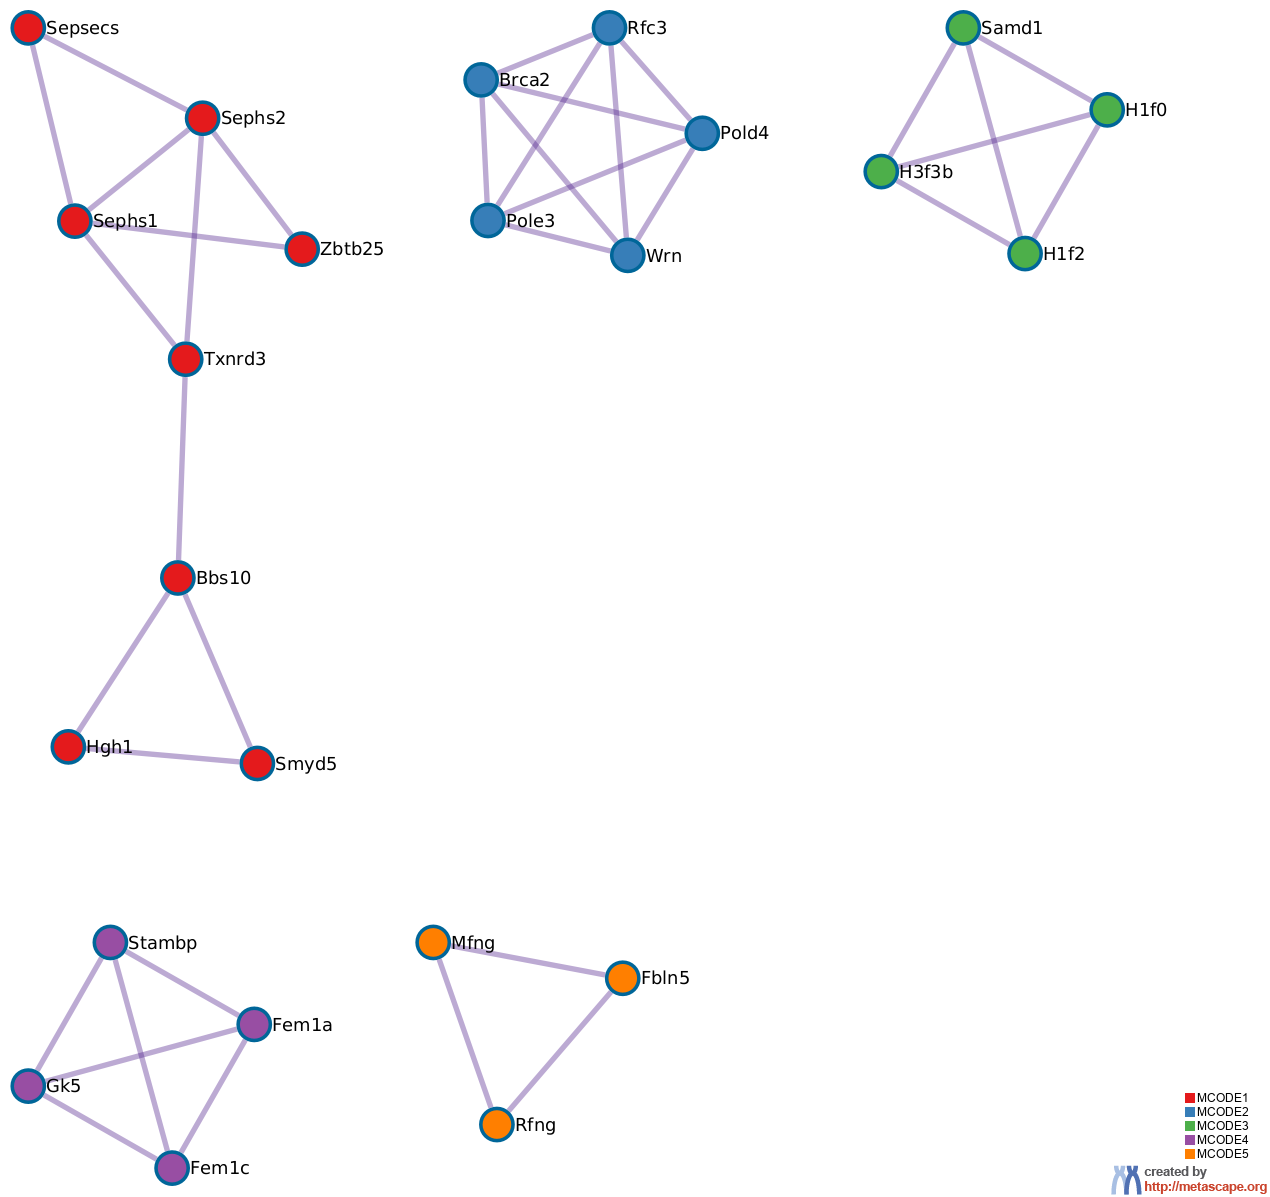 Sepsecs
Sephs2
Sephs1
Zbtb25
Txnrd3
Bbs10
Hgh1
Smyd5
Rfc3
Brca2
Pold4
Pole3
Wrn
Samd1
H1f0
H3f3b
H1f2
Stambp
Fem1a
Gk5
Fem1c
Mfng
Fbln5
Rfng
MCODE1
MCODE2
MCODE3
MCODE4
MCODE5
created by
http://metascape.org